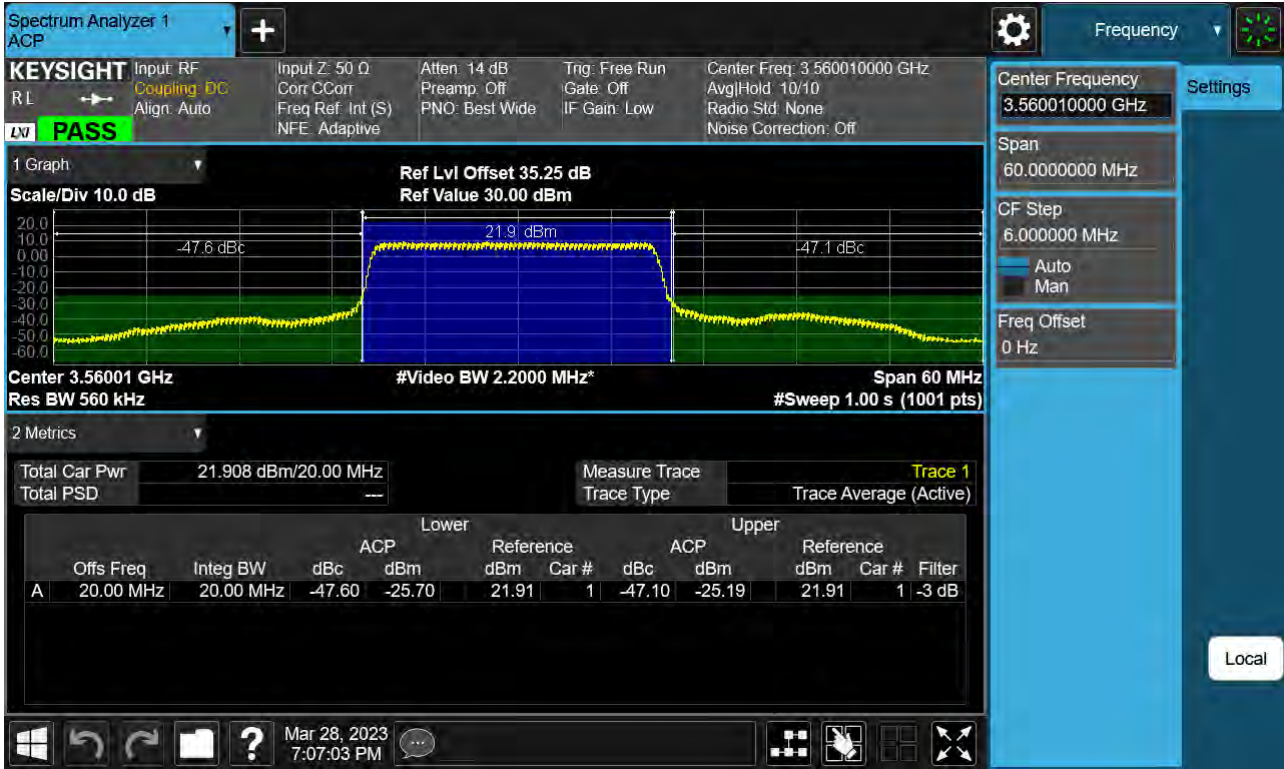 Spectrum Analyzer 1
ACP
+
Frequency
KEYSIGHT
R L
LXI PASS
Input: RF
Coupling: DC
Align: Auto
Input Z: 50 Ω
Corr CCorr
Freq Ref: Int (S)
NFE: Adaptive
Atten: 14 dB
Preamp: Off
PNO: Best Wide
Trig: Free Run
Gate: Off
IF Gain: Low
Center Freq: 3.560010000 GHz
Avg|Hold: 10/10
Radio Std: None
Noise Correction: Off
Center Frequency
3.560010000 GHz
Settings
Span
60.0000000 MHz
CF Step
6.000000 MHz
Auto
Man
Freq Offset
0 Hz
1 Graph
Scale/Div 10.0 dB
Ref Lvl Offset 35.25 dB
Ref Value 30.00 dBm
20.0
10.0
0.00
-10.0
-20.0
-30.0
-40.0
-50.0
-60.0
-47.6 dBc
21.9 dBm
-47.1 dBc
Center 3.56001 GHz #Video BW 2.2000 MHz* Span 60 MHz
Res BW 560 kHz #Sweep 1.00 s (1001 pts)
2 Metrics
Total Car Pwr 21.908 dBm/20.00 MHz Measure Trace Trace 1
Total PSD --- Trace Type Trace Average (Active)
Lower Upper
ACP Reference ACP Reference
Offs Freq Integ BW dBc dBm dBm Car # dBc dBm dBm Car # Filter
A 20.00 MHz 20.00 MHz -47.60 -25.70 21.91 1 -47.10 -25.19 21.91 1 -3 dB
Local
?
Mar 28, 2023
7:07:03 PM